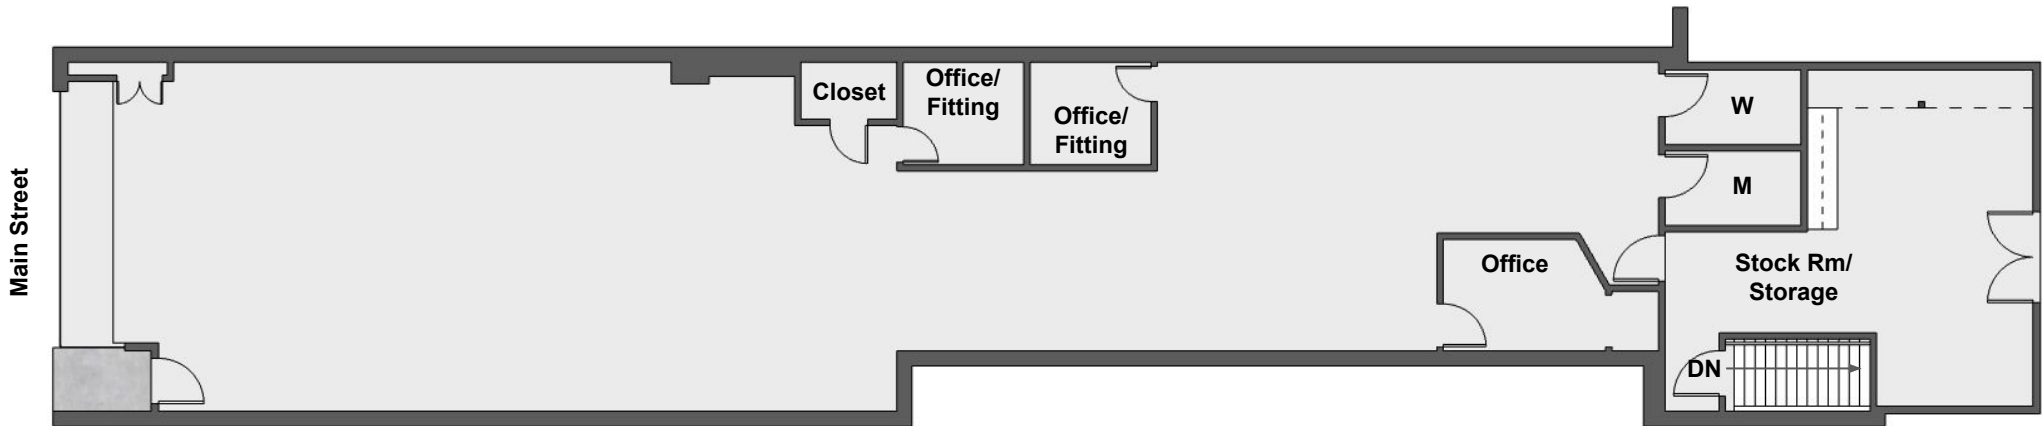 Main Street
Closet
Office/
Fitting
Office/
Fitting
W
M
Office
Stock Rm/
Storage
DN